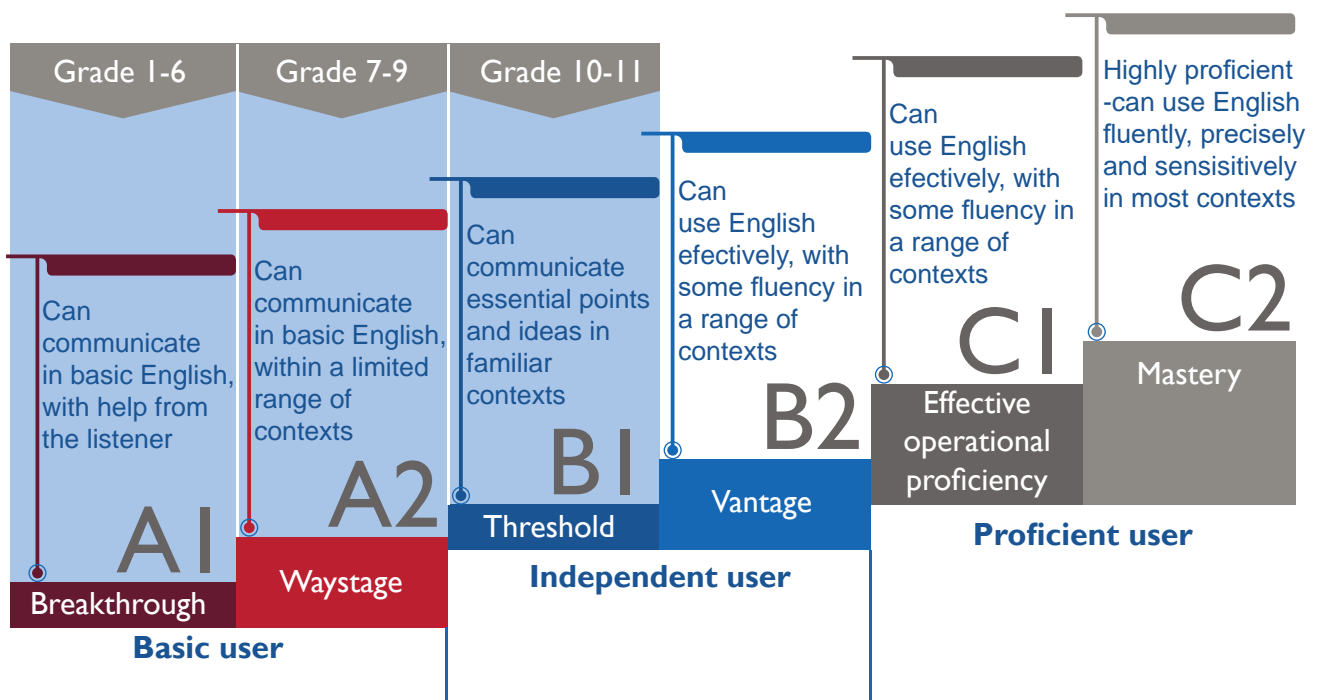 Grade 1-6
Grade 7-9
Grade 10-11
Can
communicate
in basic English,
with help from
the listener
A1
Breakthrough
Can
communicate
in basic English,
within a limited
range of
contexts
A2
Waystage
Basic user
Can
communicate
essential points
and ideas in
familiar
contexts
B1
Threshold
Can
use English
efectively, with
some fluency in
a range of
contexts
B2
Vantage
Independent user
Can
use English
efectively, with
some fluency in
a range of
contexts
C1
Effective
operational
proficiency
Highly proficient
-can use English
fluently, precisely
and sensisitively
in most contexts
C2
Mastery
Proficient user